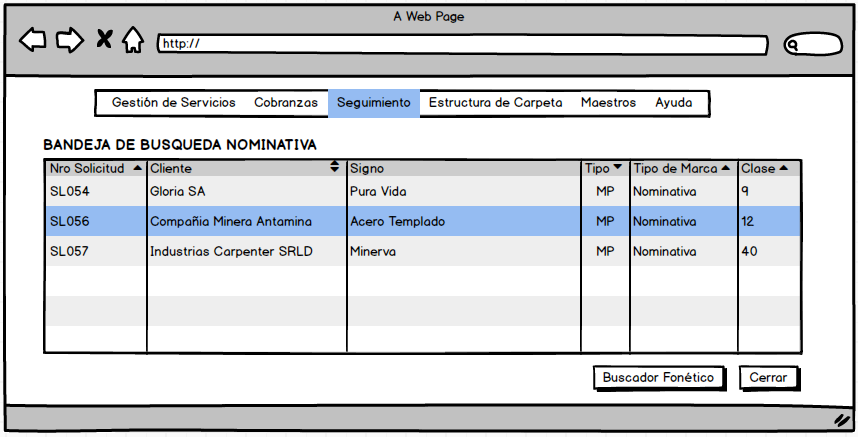 A Web Page
http://
Gestión de Servicios Cobranzas Seguimiento Estructura de Carpeta Maestros Ayuda
BANDEJA DE BUSQUEDA NOMINATIVA
Nro Solicitud Cliente Signo Tipo Tipo de Marca Clase
SL054 Gloria SA Pura Vida MP Nominativa 9
SL056 Compañia Minera Antamina Acero Templado MP Nominativa 12
SL057 Industrias Carpenter SRLD Minerva MP Nominativa 40
Buscador Fonético Cerrar